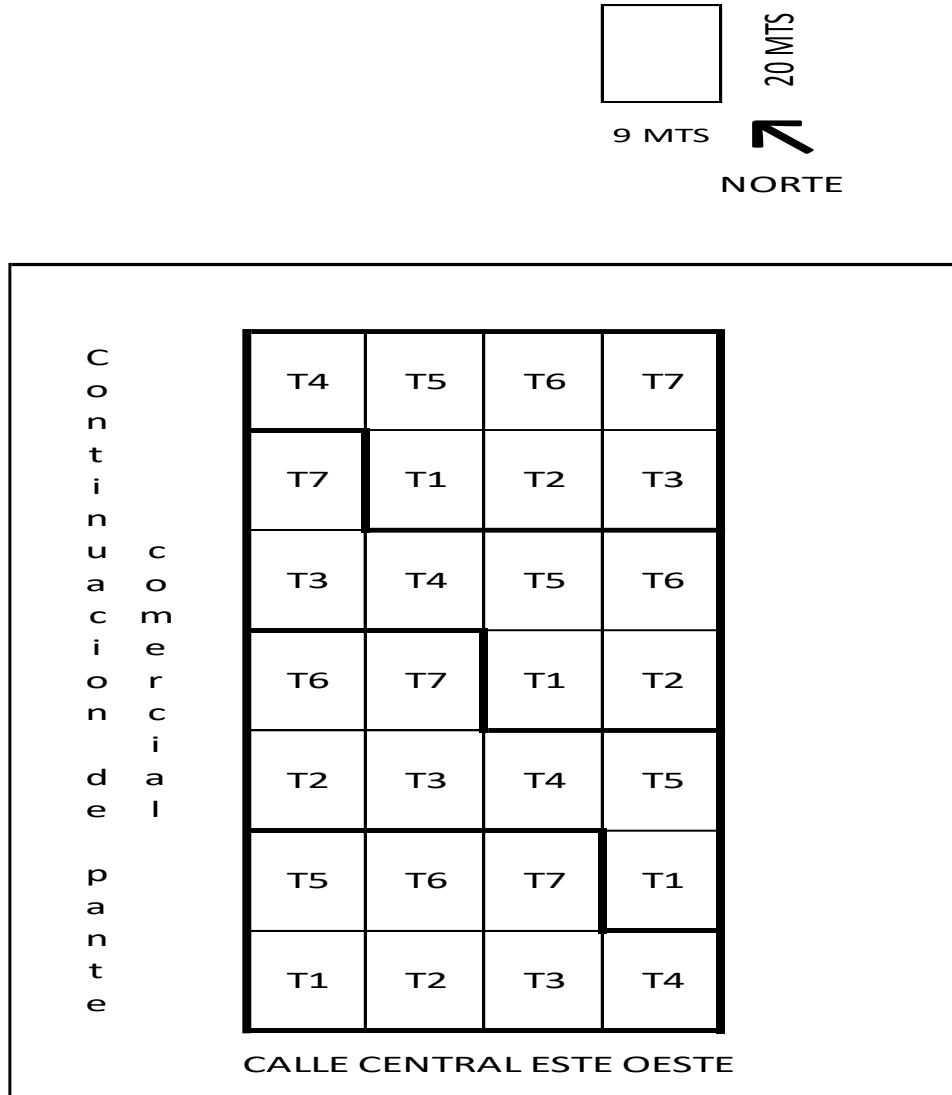 20 MTS
9 MTS
NORTE
Continuacion de pante
comercial
T4 T5 T6 T7
T7 T1 T2 T3
T3 T4 T5 T6
T6 T7 T1 T2
T2 T3 T4 T5
T5 T6 T7 T1
T1 T2 T3 T4
CALLE CENTRAL ESTE OESTE